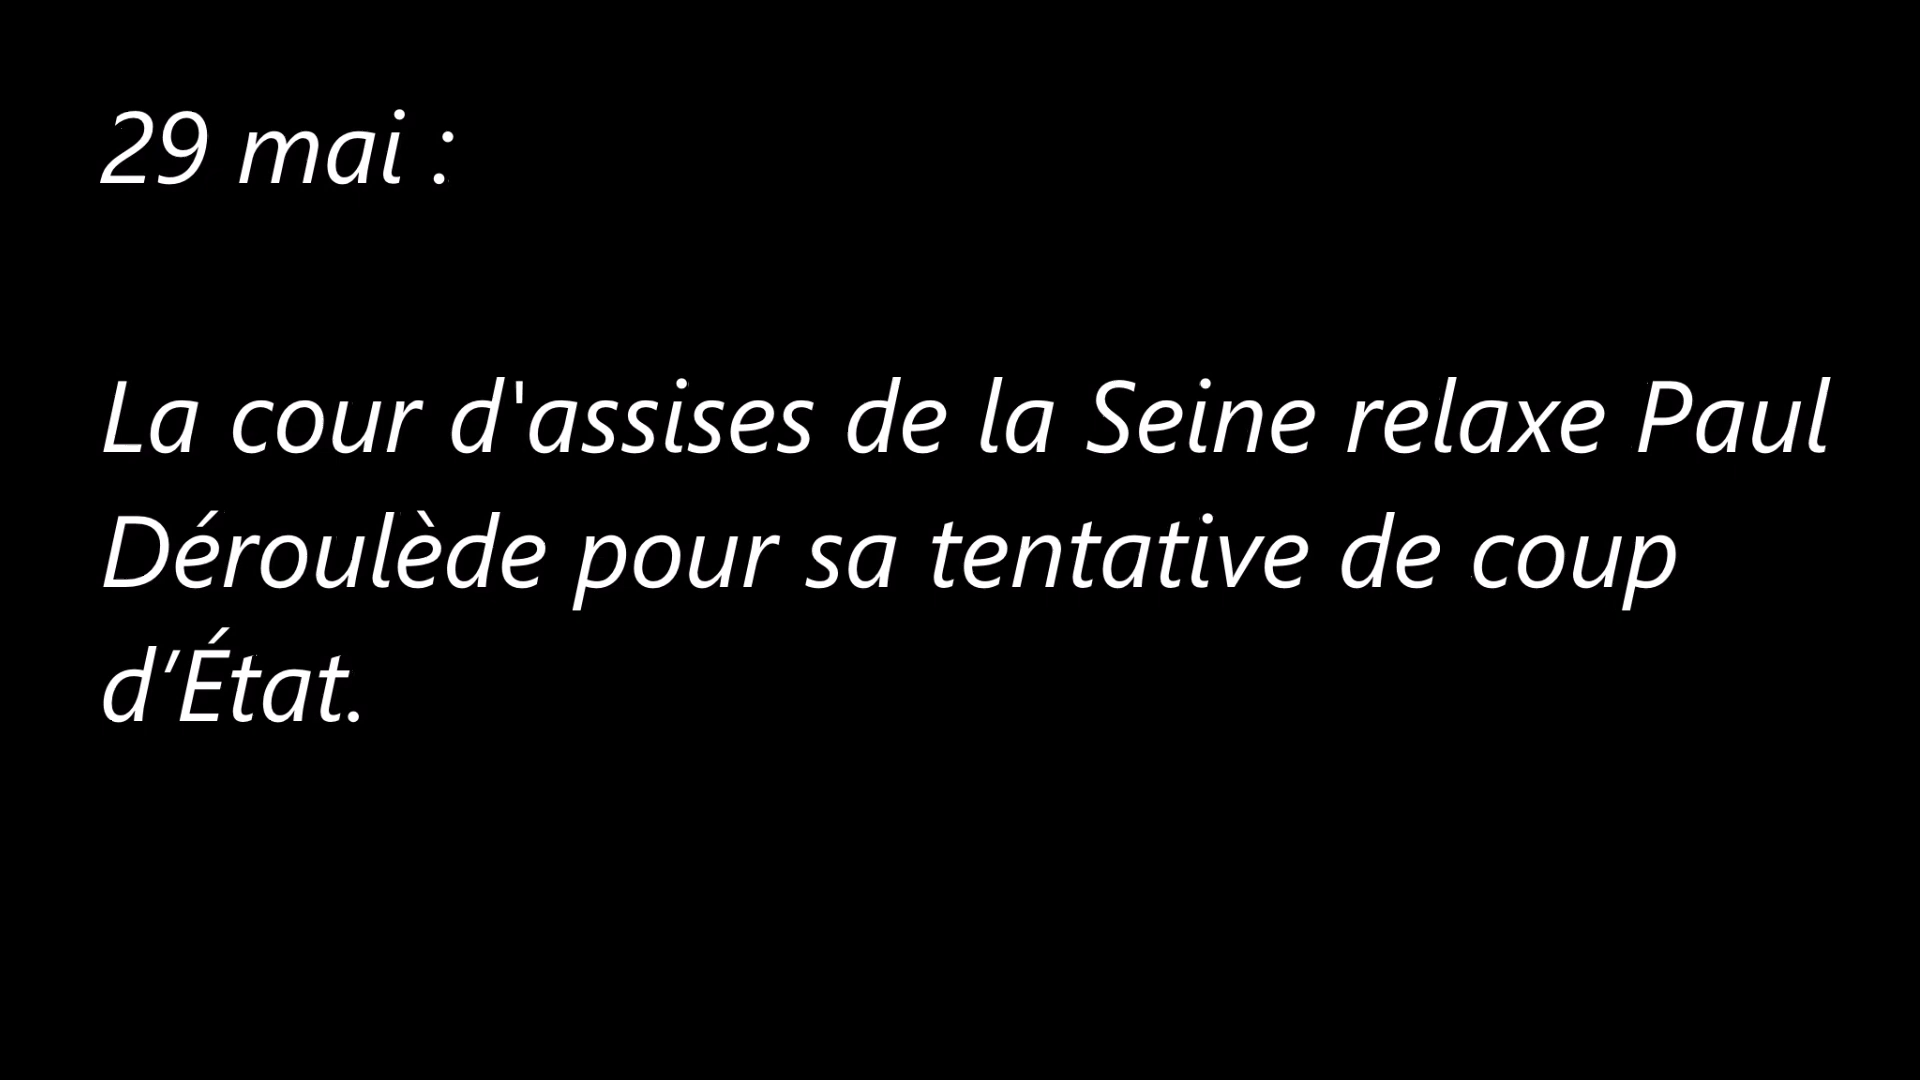 29 mai :
La cour d'assises de la Seine relaxe Paul
Déroulède pour sa tentative de coup
d’État.